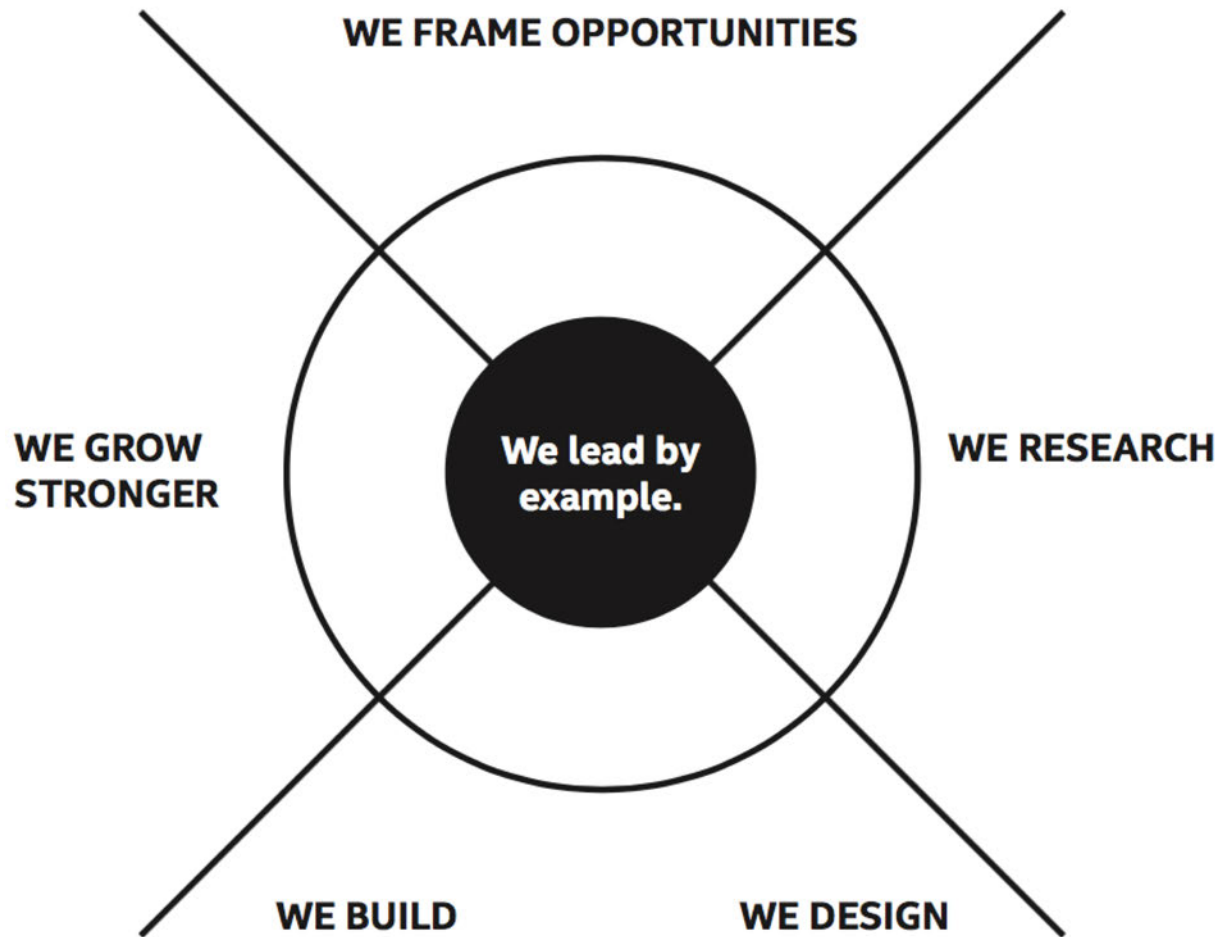 WE FRAME OPPORTUNITIES
WE GROW
STRONGER
We lead by
example.
WE RESEARCH
WE BUILD
WE DESIGN